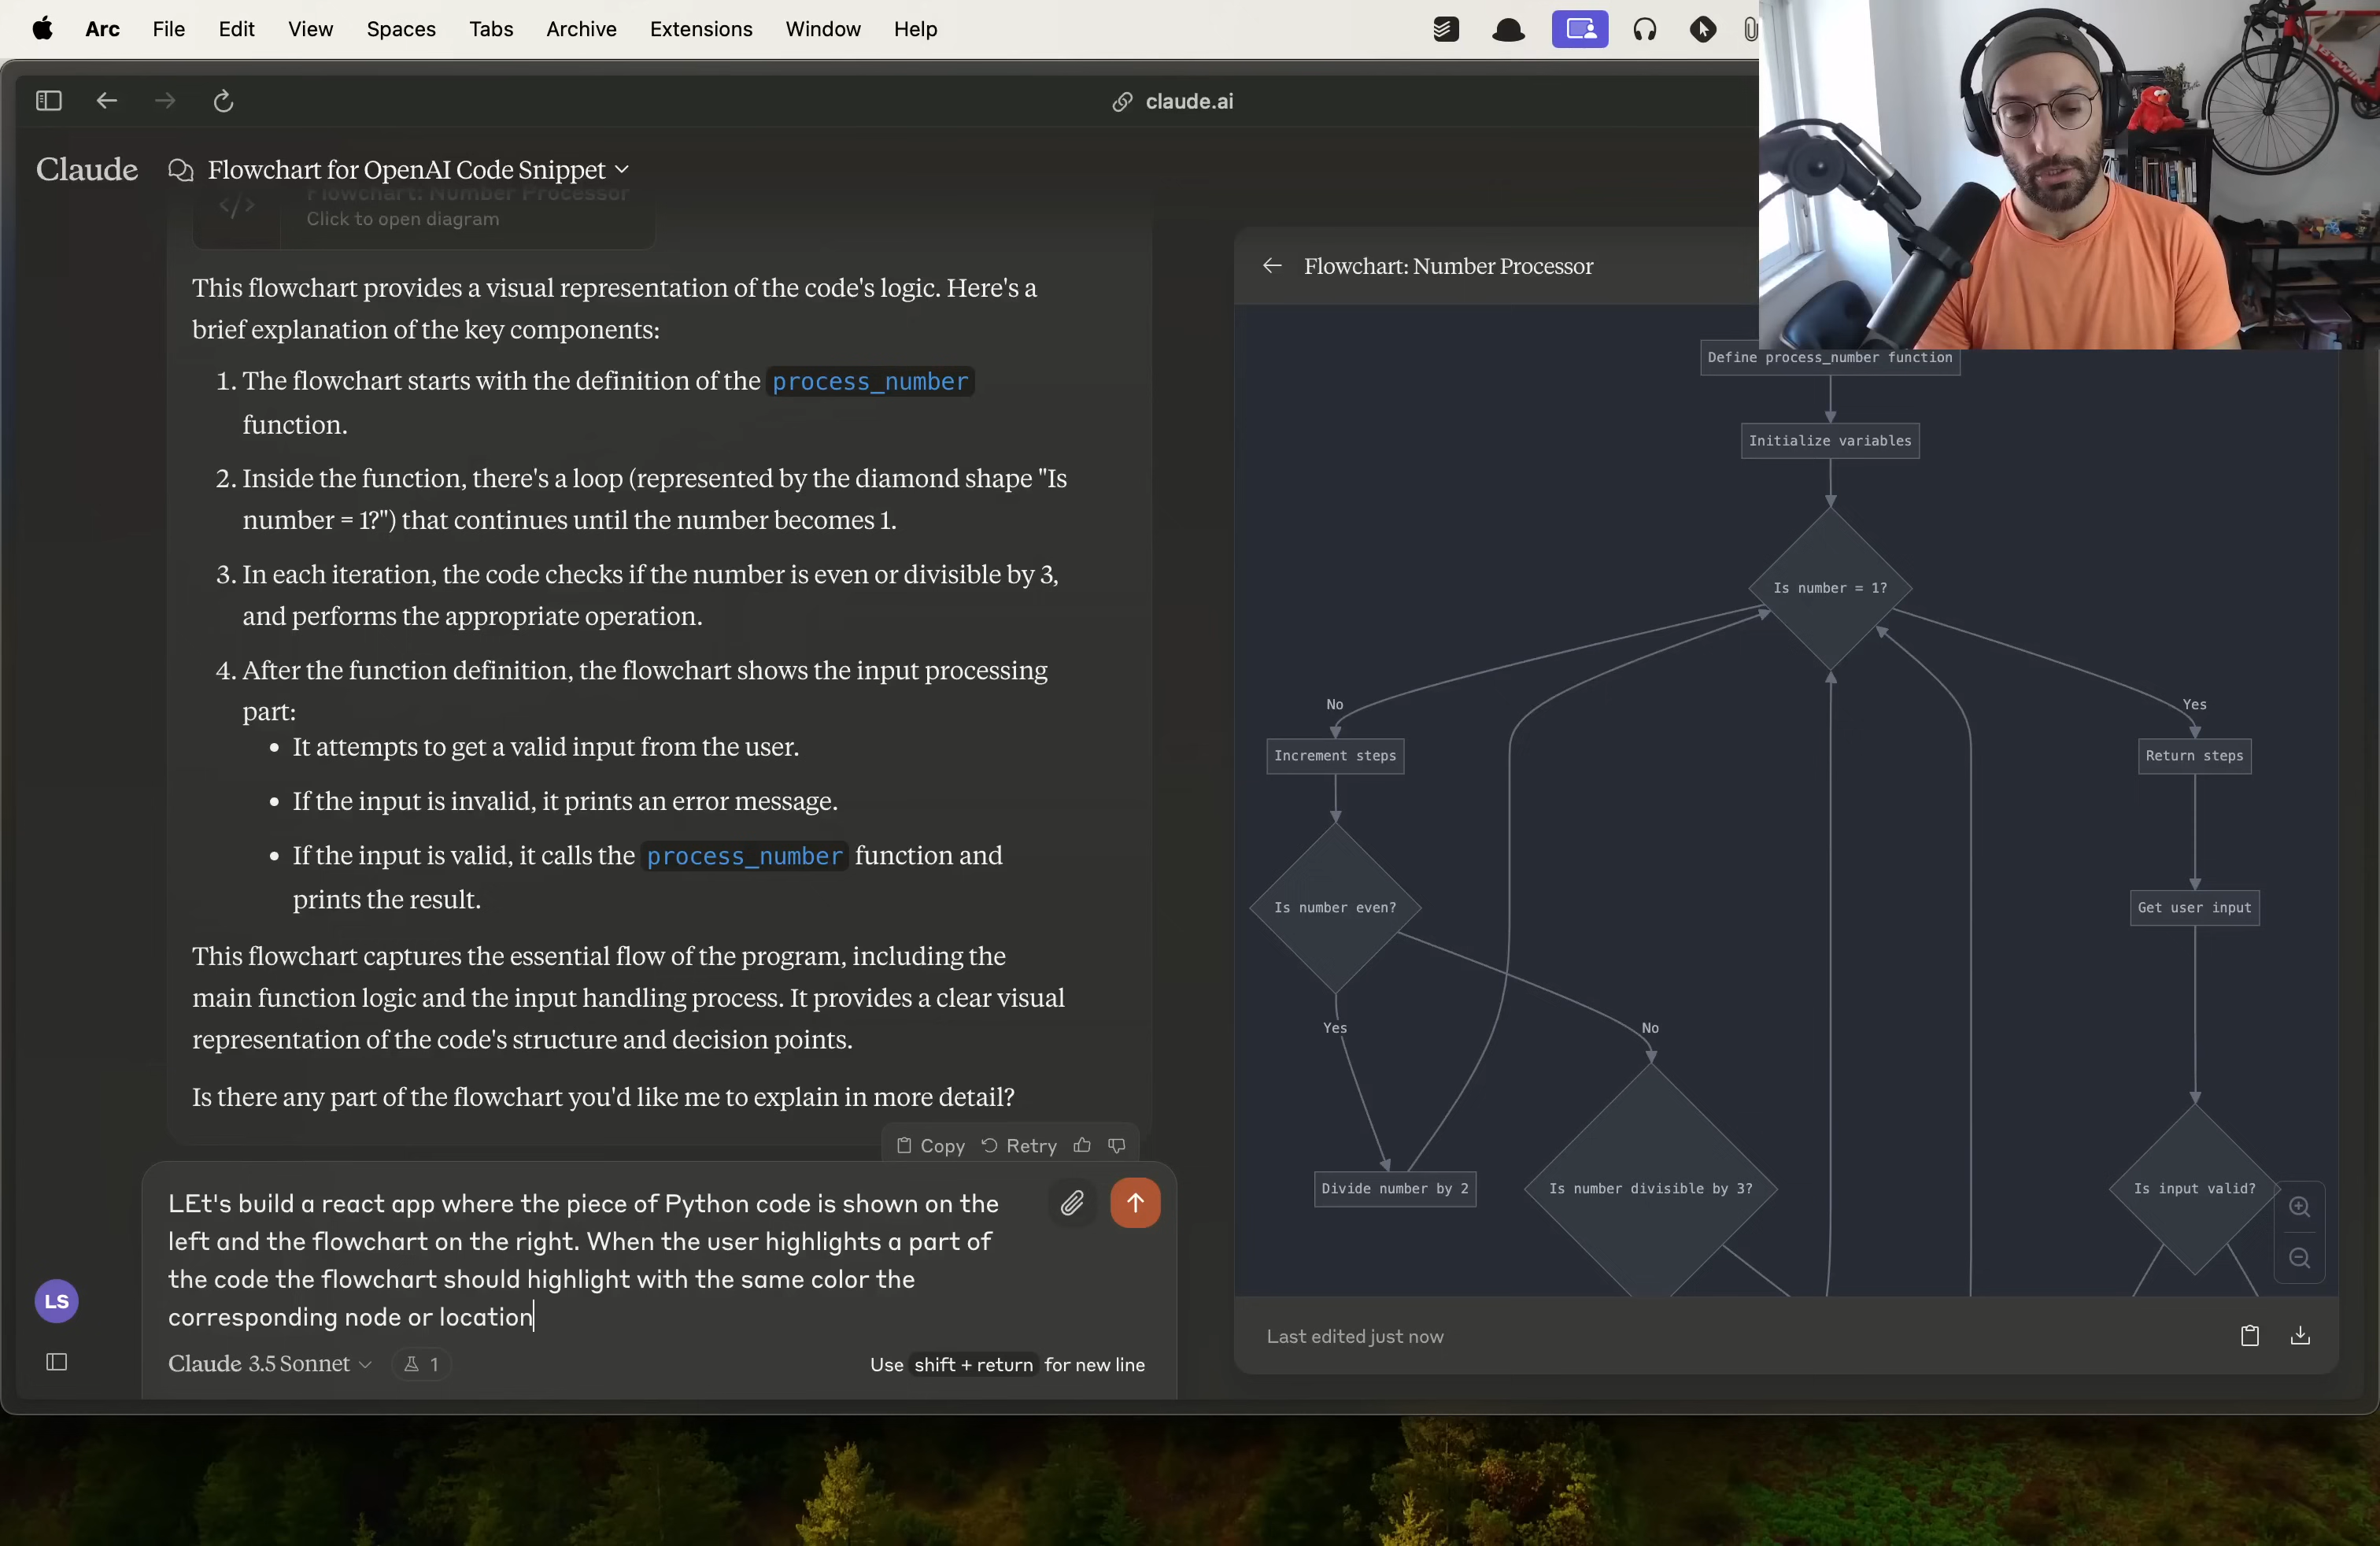 Arc File Edit View Spaces Tabs Archive Extensions Window Help
claude.ai
Claude Flowchart for OpenAI Code Snippet
Flowchart: Number Processor
</>
Click to open diagram
This flowchart provides a visual representation of the code's logic. Here's a
brief explanation of the key components:
1. The flowchart starts with the definition of the process_number
function.
2. Inside the function, there's a loop (represented by the diamond shape "Is
number = 1?") that continues until the number becomes 1.
3. In each iteration, the code checks if the number is even or divisible by 3,
and performs the appropriate operation.
4. After the function definition, the flowchart shows the input processing
part:
• It attempts to get a valid input from the user.
• If the input is invalid, it prints an error message.
• If the input is valid, it calls the process_number function and
prints the result.
This flowchart captures the essential flow of the program, including the
main function logic and the input handling process. It provides a clear visual
representation of the code's structure and decision points.
Is there any part of the flowchart you'd like me to explain in more detail?
Copy Retry
LEt's build a react app where the piece of Python code is shown on the
left and the flowchart on the right. When the user highlights a part of
the code the flowchart should highlight with the same color the
corresponding node or location
Claude 3.5 Sonnet 1
Use shift + return for new line
LS
Flowchart: Number Processor
Define process_number function
Initialize variables
Is number = 1?
No
Yes
Increment steps
Return steps
Is number even?
Get user input
Yes
No
Divide number by 2
Is number divisible by 3?
Is input valid?
Last edited just now